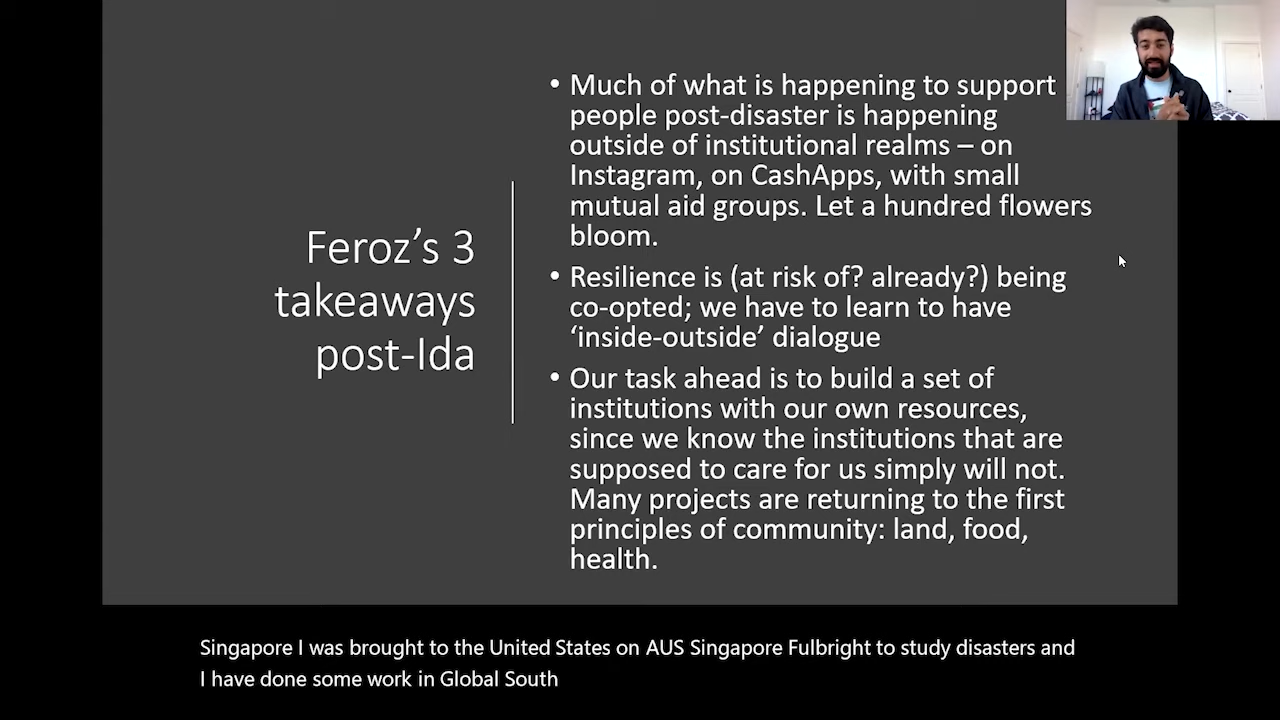 Feroz’s 3
takeaways
post-Ida
• Much of what is happening to support
people post-disaster is happening
outside of institutional realms – on
Instagram, on CashApps, with small
mutual aid groups. Let a hundred flowers
bloom.
• Resilience is (at risk of? already?) being
co-opted; we have to learn to have
‘inside-outside’ dialogue
• Our task ahead is to build a set of
institutions with our own resources,
since we know the institutions that are
supposed to care for us simply will not.
Many projects are returning to the first
principles of community: land, food,
health.
Singapore I was brought to the United States on AUS Singapore Fulbright to study disasters and
I have done some work in Global South